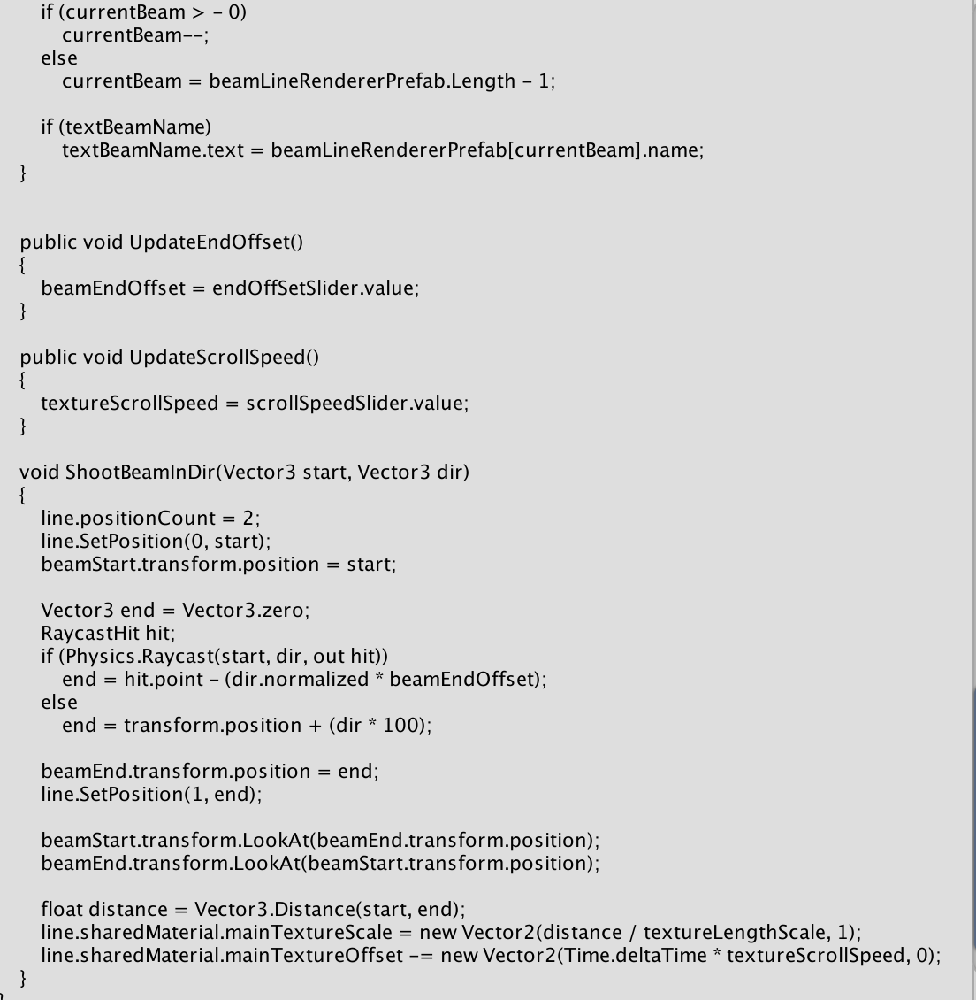 if (currentBeam > - 0)
currentBeam--;
else
currentBeam = beamLineRendererPrefab.Length - 1;
if (textBeamName)
textBeamName.text = beamLineRendererPrefab[currentBeam].name;
}
public void UpdateEndOffset()
{
beamEndOffset = endOffSetSlider.value;
}
public void UpdateScrollSpeed()
{
textureScrollSpeed = scrollSpeedSlider.value;
}
void ShootBeamInDir(Vector3 start, Vector3 dir)
{
line.positionCount = 2;
line.SetPosition(0, start);
beamStart.transform.position = start;
Vector3 end = Vector3.zero;
RaycastHit hit;
if (Physics.Raycast(start, dir, out hit))
end = hit.point - (dir.normalized * beamEndOffset);
else
end = transform.position + (dir * 100);
beamEnd.transform.position = end;
line.SetPosition(1, end);
beamStart.transform.LookAt(beamEnd.transform.position);
beamEnd.transform.LookAt(beamStart.transform.position);
float distance = Vector3.Distance(start, end);
line.sharedMaterial.mainTextureScale = new Vector2(distance / textureLengthScale, 1);
line.sharedMaterial.mainTextureOffset -= new Vector2(Time.deltaTime * textureScrollSpeed, 0);
}
}